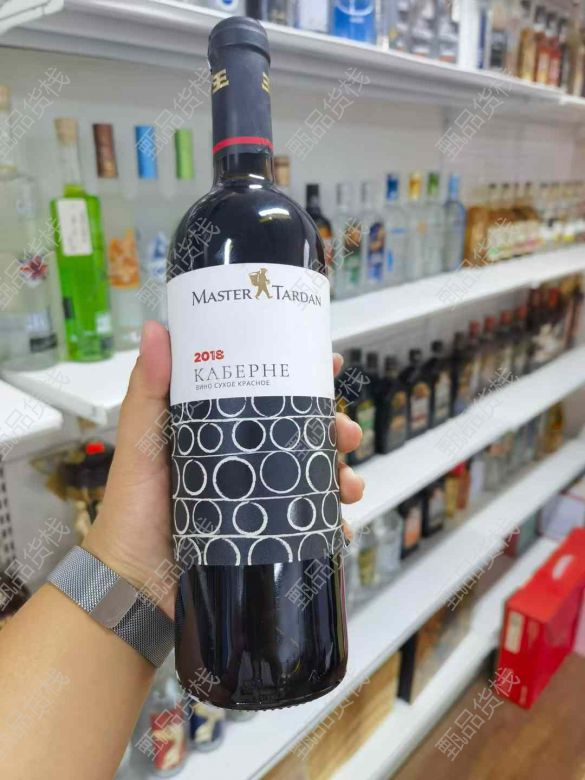 MASTER TARDAN
2018
КАБЕРНЕ
ВИНО СУХОЕ КРАСНОЕ
甄品货栈